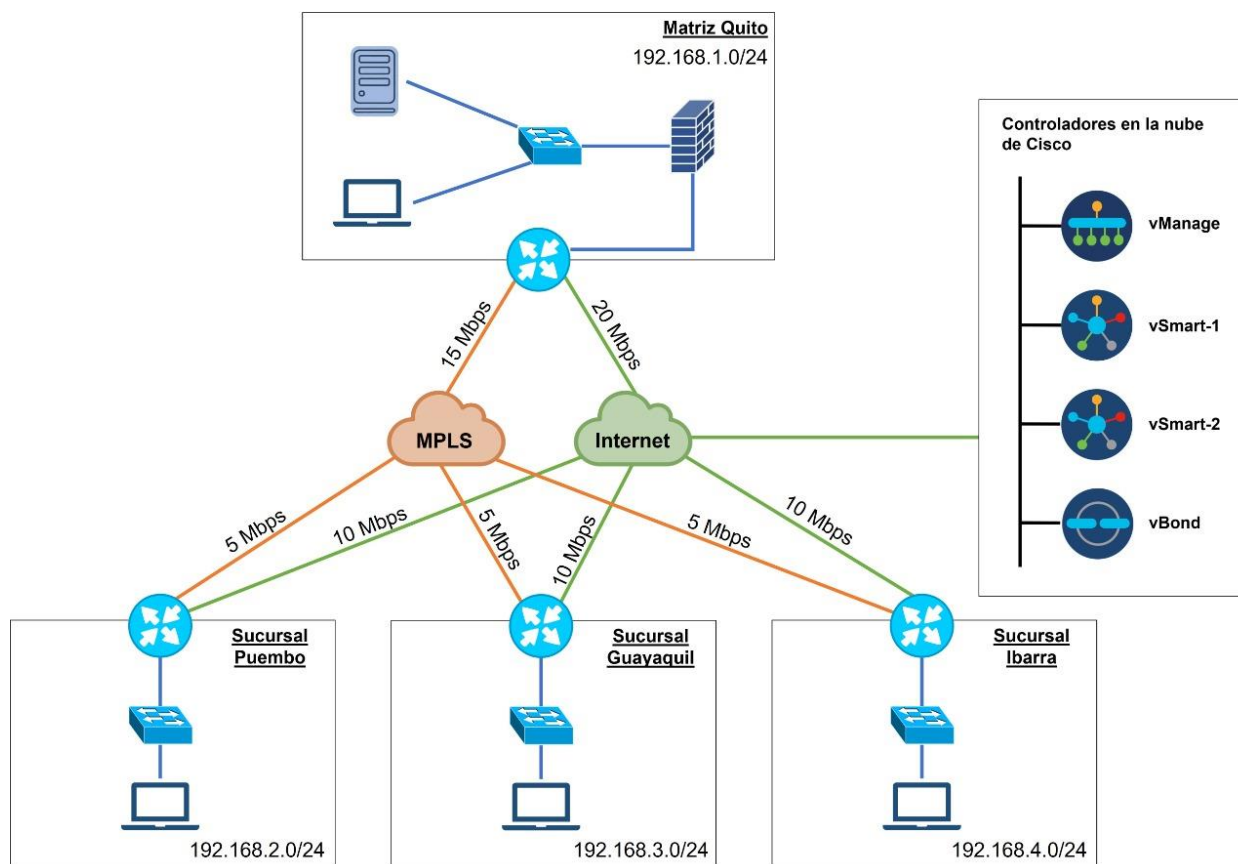 Matriz Quito
192.168.1.0/24
Controladores en la nube
de Cisco
vManage
vSmart-1
vSmart-2
vBond
15 Mbps
20 Mbps
MPLS
Internet
5 Mbps
10 Mbps
5 Mbps
10 Mbps
5 Mbps
10 Mbps
Sucursal
Puembo
192.168.2.0/24
Sucursal
Guayaquil
192.168.3.0/24
Sucursal
Ibarra
192.168.4.0/24